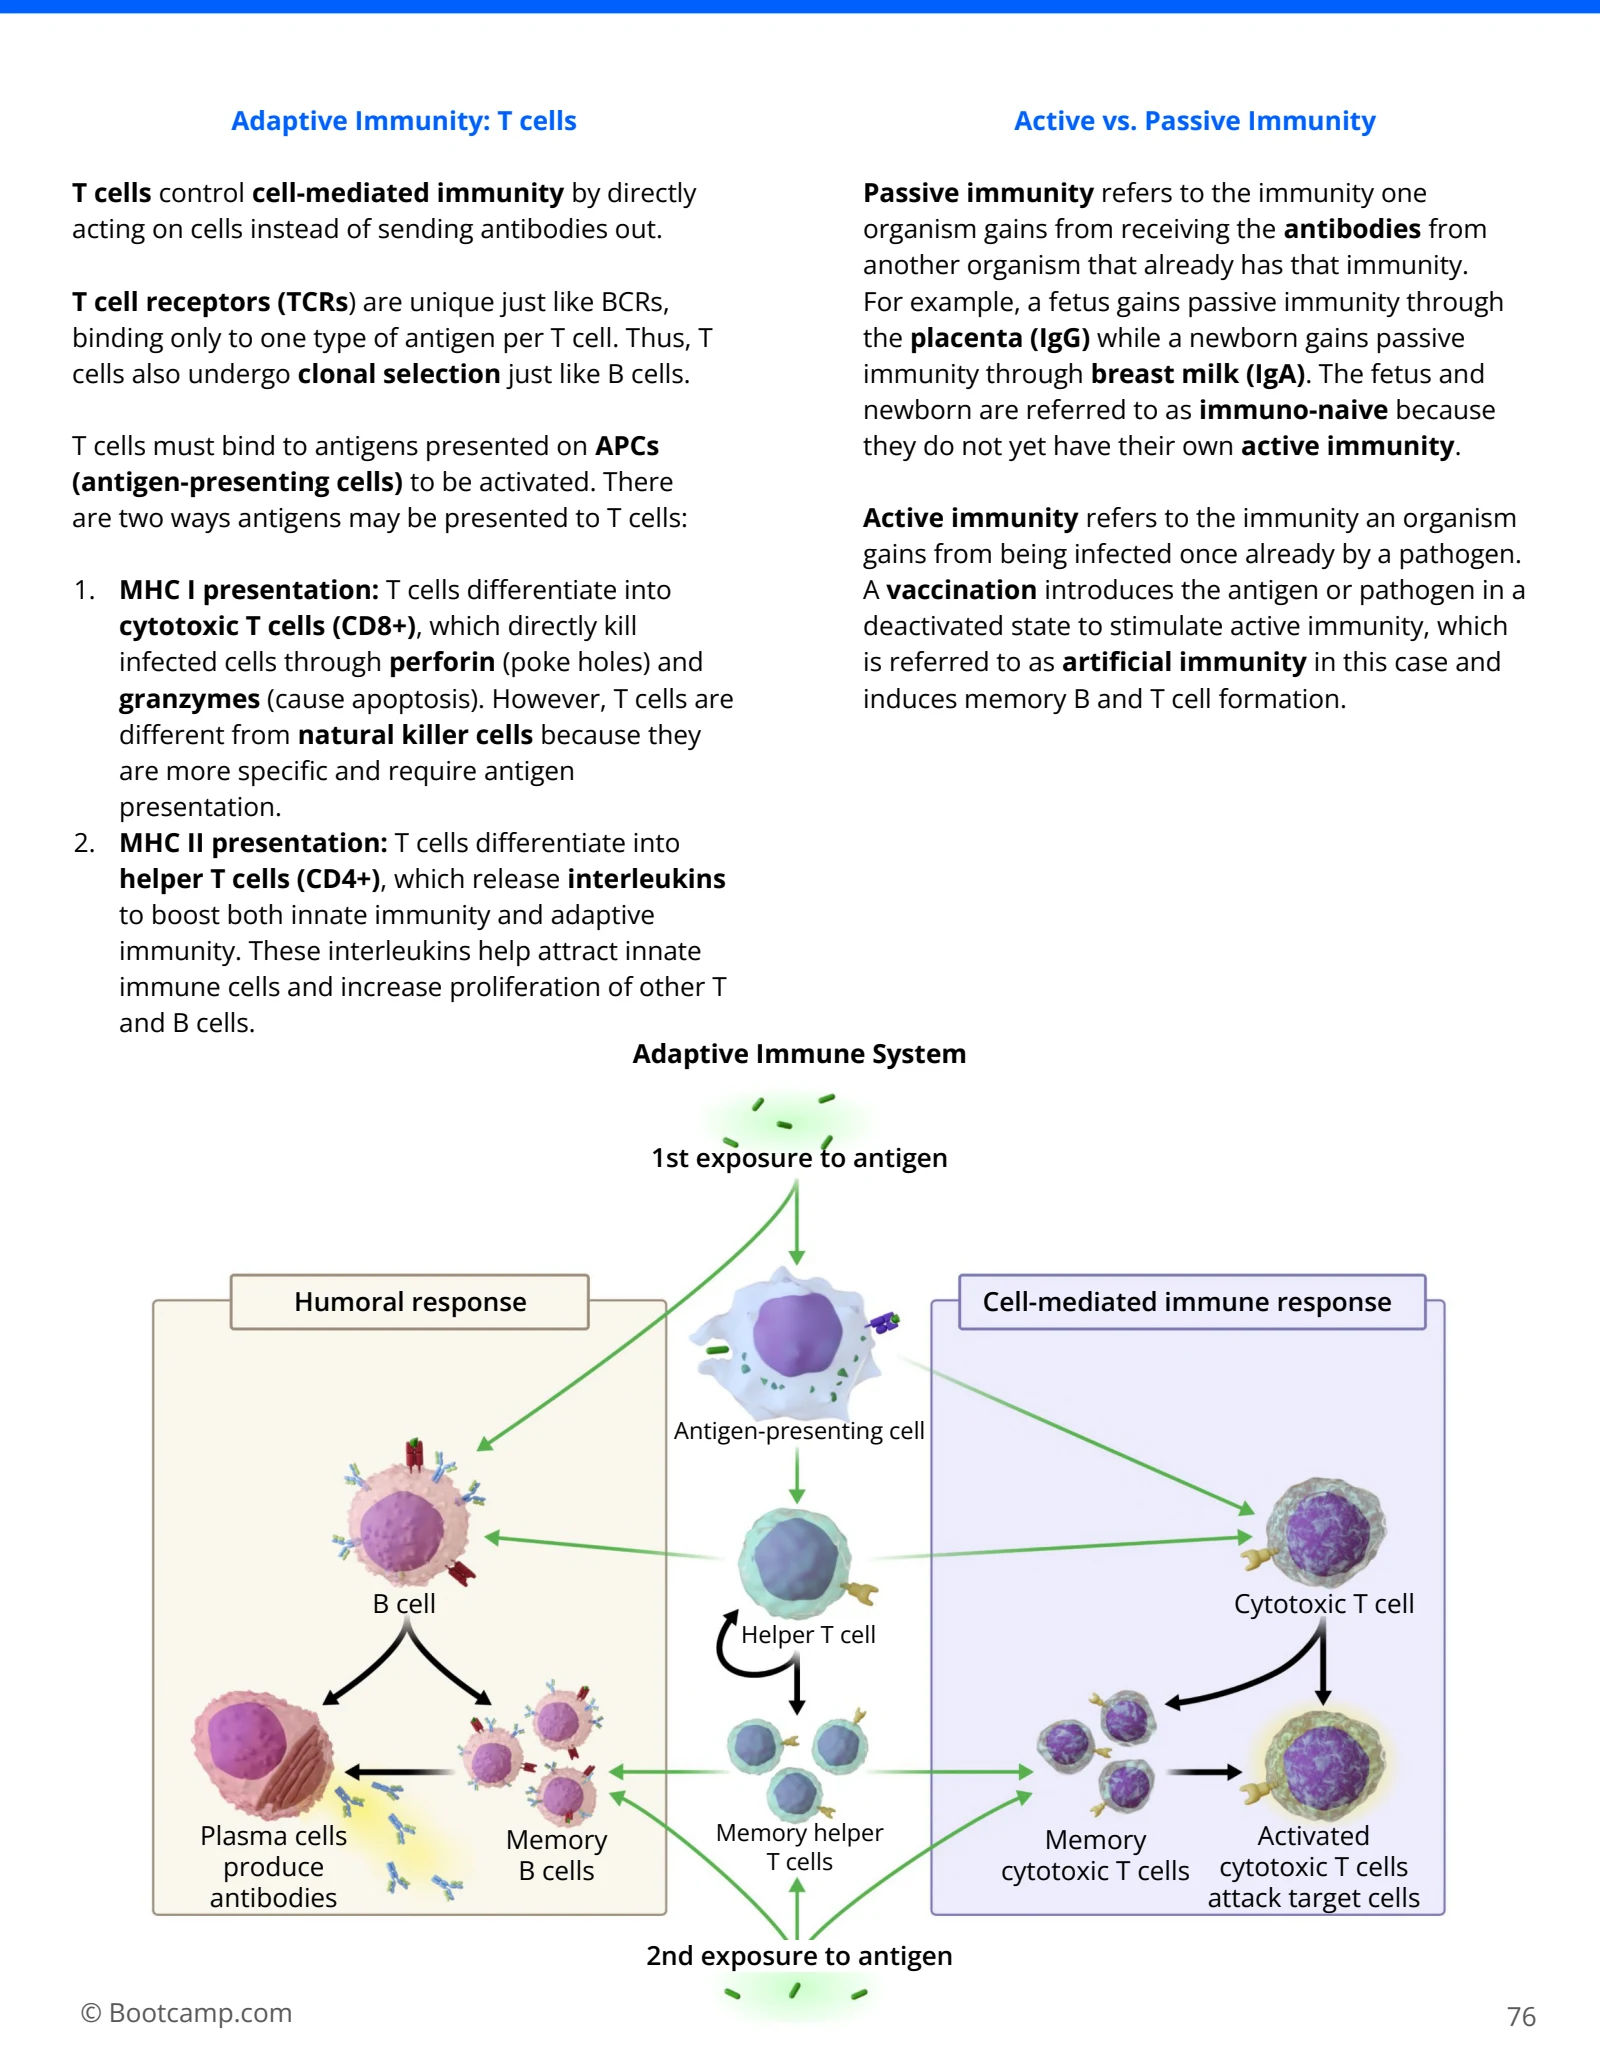 Adaptive Immunity: T cells
T cells control cell-mediated immunity by directly
acting on cells instead of sending antibodies out.
T cell receptors (TCRs) are unique just like BCRs,
binding only to one type of antigen per T cell. Thus, T
cells also undergo clonal selection just like B cells.
T cells must bind to antigens presented on APCs
(antigen-presenting cells) to be activated. There
are two ways antigens may be presented to T cells:
1. MHC I presentation: T cells differentiate into
cytotoxic T cells (CD8+), which directly kill
infected cells through perforin (poke holes) and
granzymes (cause apoptosis). However, T cells are
different from natural killer cells because they
are more specific and require antigen
presentation.
2. MHC II presentation: T cells differentiate into
helper T cells (CD4+), which release interleukins
to boost both innate immunity and adaptive
immunity. These interleukins help attract innate
immune cells and increase proliferation of other T
and B cells.
Active vs. Passive Immunity
Passive immunity refers to the immunity one
organism gains from receiving the antibodies from
another organism that already has that immunity.
For example, a fetus gains passive immunity through
the placenta (IgG) while a newborn gains passive
immunity through breast milk (IgA). The fetus and
newborn are referred to as immuno-naive because
they do not yet have their own active immunity.
Active immunity refers to the immunity an organism
gains from being infected once already by a pathogen.
A vaccination introduces the antigen or pathogen in a
deactivated state to stimulate active immunity, which
is referred to as artificial immunity in this case and
induces memory B and T cell formation.
Adaptive Immune System
1st exposure to antigen
Humoral response
Cell-mediated immune response
Antigen-presenting cell
B cell
Helper T cell
Cytotoxic T cell
Plasma cells
produce
antibodies
Memory
B cells
Memory helper
T cells
Memory
cytotoxic T cells
Activated
cytotoxic T cells
attack target cells
2nd exposure to antigen
© Bootcamp.com
76